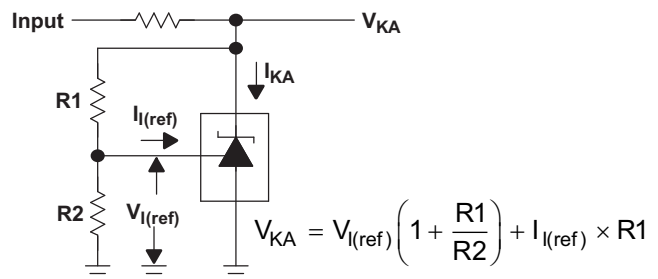 Input
V_KA
I_KA
R1
I_I(ref)
R2
V_I(ref)
V_KA = V_I(ref) (1 + R1/R2) + I_I(ref) × R1